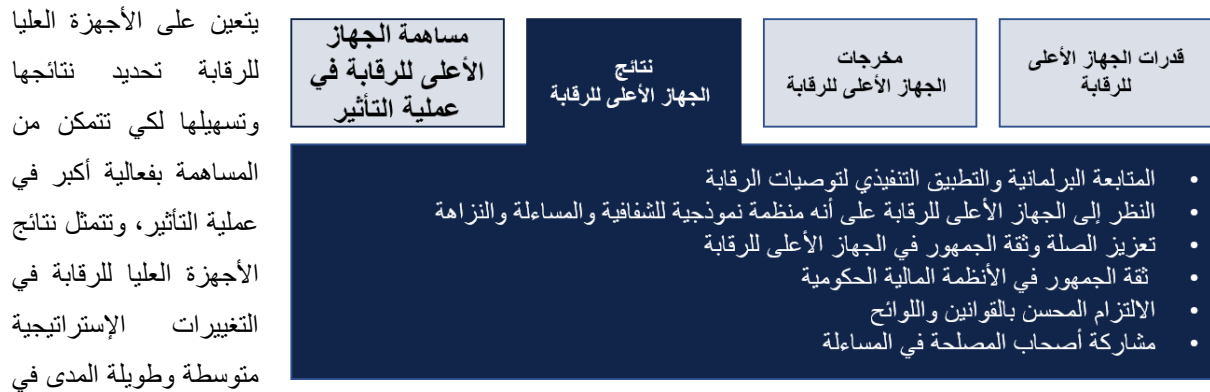 يتعين على الأجهزة العليا
للرقابة تحديد نتائجها
وتسهيلها لكي تتمكن من
المساهمة بفعالية أكبر في
عملية التأثير، وتتمثل نتائج
الأجهزة العليا للرقابة في
التغييرات الإستراتيجية
متوسطة وطويلة المدى في
قدرات الجهاز الأعلى
للرقابة
مخرجات
الجهاز الأعلى للرقابة
نتائج
الجهاز الأعلى للرقابة
مساهمة الجهاز
الأعلى للرقابة في
عملية التأثير
• المتابعة البرلمانية والتطبيق التنفيذي لتوصيات الرقابة
• النظر إلى الجهاز الأعلى للرقابة على أنه منظمة نموذجية للشفافية والمساءلة والنزاهة
• تعزيز الصلة وثقة الجمهور في الجهاز الأعلى للرقابة
• ثقة الجمهور في الأنظمة المالية الحكومية
• الالتزام المحسن بالقوانين واللوائح
• مشاركة أصحاب المصلحة في المساءلة